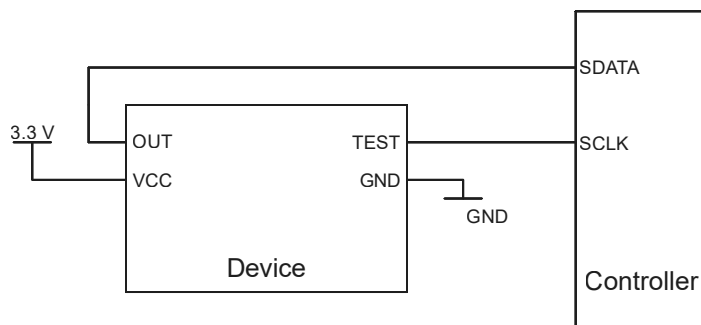 SDATA
3.3 V
OUT
TEST
SCLK
VCC
GND
GND
Device
Controller